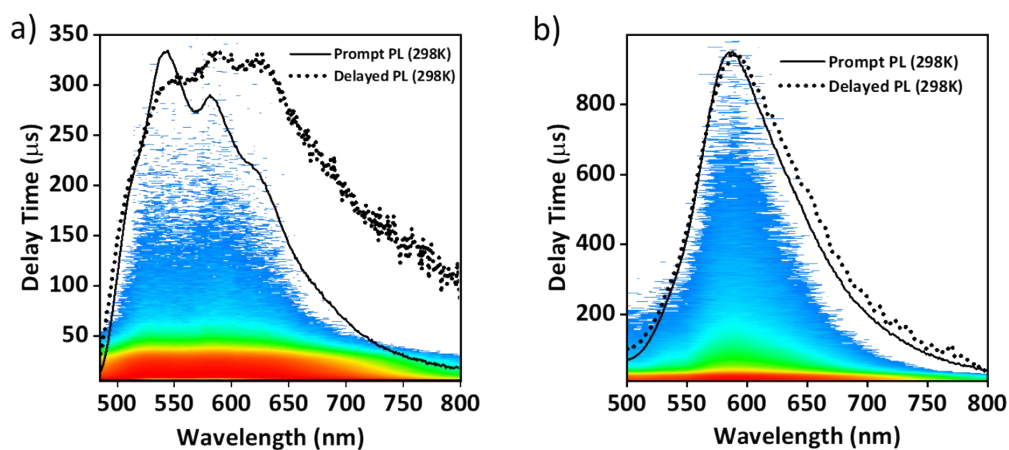 a)
350
300
250
200
150
100
50
Delay Time (μs)
Prompt PL (298K)
Delayed PL (298K)
500 550 600 650 700 750 800
Wavelength (nm)
b)
800
600
400
200
Delay Time (μs)
Prompt PL (298K)
Delayed PL (298K)
500 550 600 650 700 750 800
Wavelength (nm)